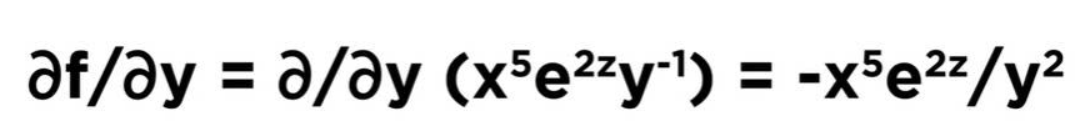 ∂f/∂y = ∂/∂y (x⁵e²ᶻy⁻¹) = -x⁵e²ᶻ/y²